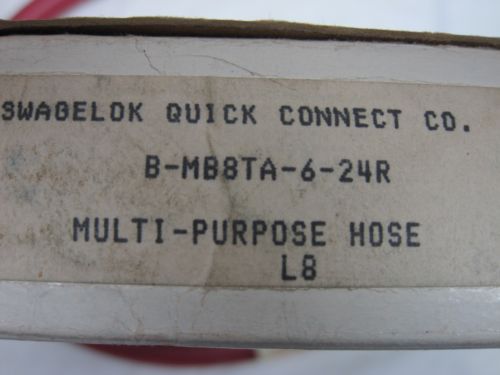 SWAGELOK QUICK CONNECT CO.
B-MB8TA-6-24R
MULTI-PURPOSE HOSE
L8